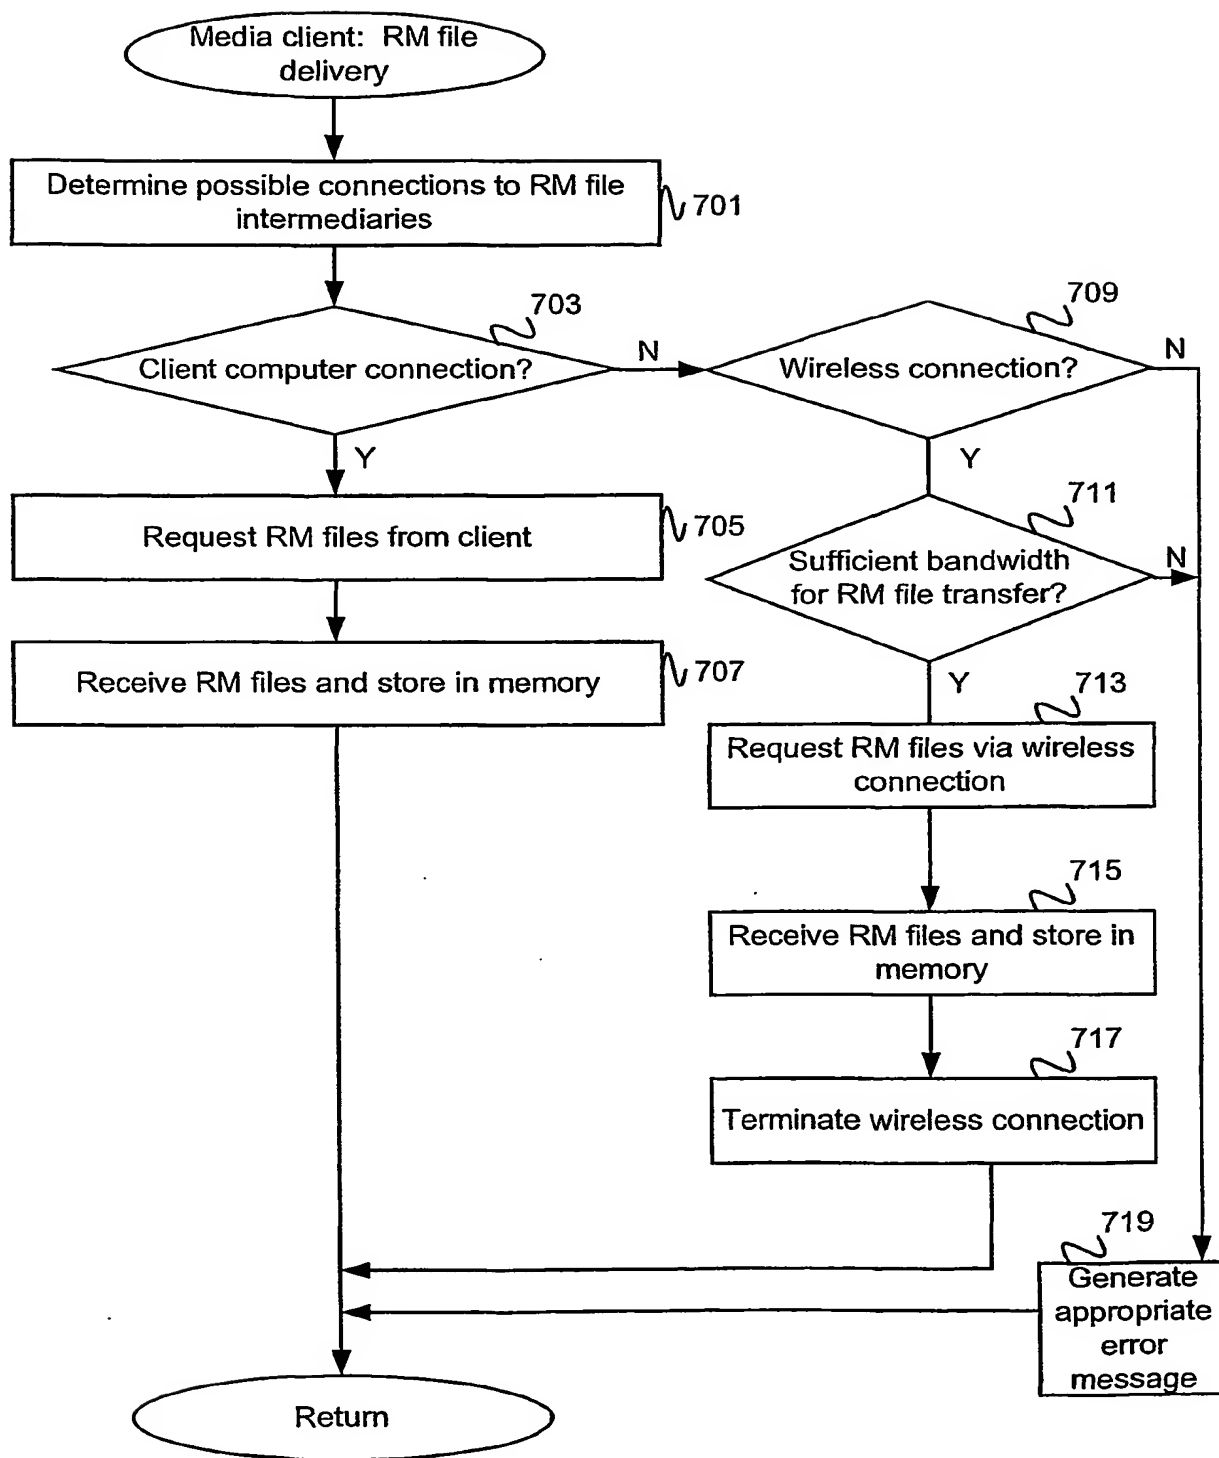 Media client: RM file
delivery
Determine possible connections to RM file
intermediaries
701
703
Client computer connection?
N
Y
709
Wireless connection?
N
Y
Request RM files from client
705
711
Sufficient bandwidth
for RM file transfer?
N
Y
Receive RM files and store in memory
707
713
Request RM files via wireless
connection
715
Receive RM files and store in
memory
717
Terminate wireless connection
719
Generate
appropriate
error
message
Return